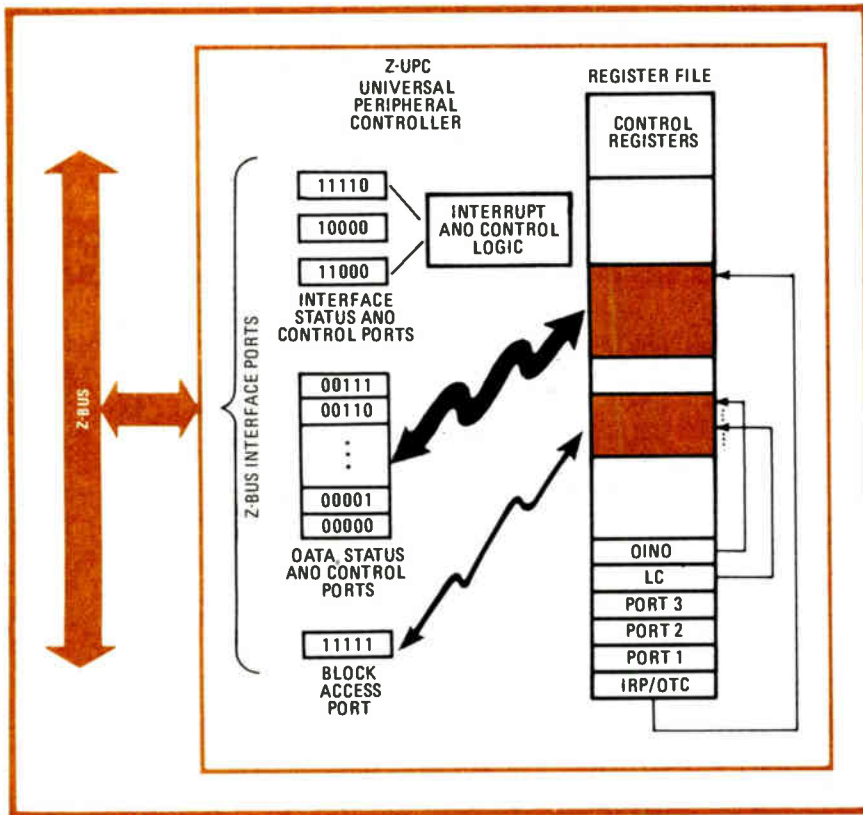 Z-UPC
UNIVERSAL
PERIPHERAL
CONTROLLER
REGISTER FILE
CONTROL
REGISTERS
11110
10000
11000
INTERRUPT
AND CONTROL
LOGIC
INTERFACE
STATUS AND
CONTROL PORTS
Z-BUS
Z-BUS INTERFACE PORTS
00111
00110
00001
00000
OATA, STATUS
ANO CONTROL
PORTS
11111
BLOCK
ACCESS
PORT
OINO
LC
PORT 3
PORT 2
PORT 1
IRP/OTC